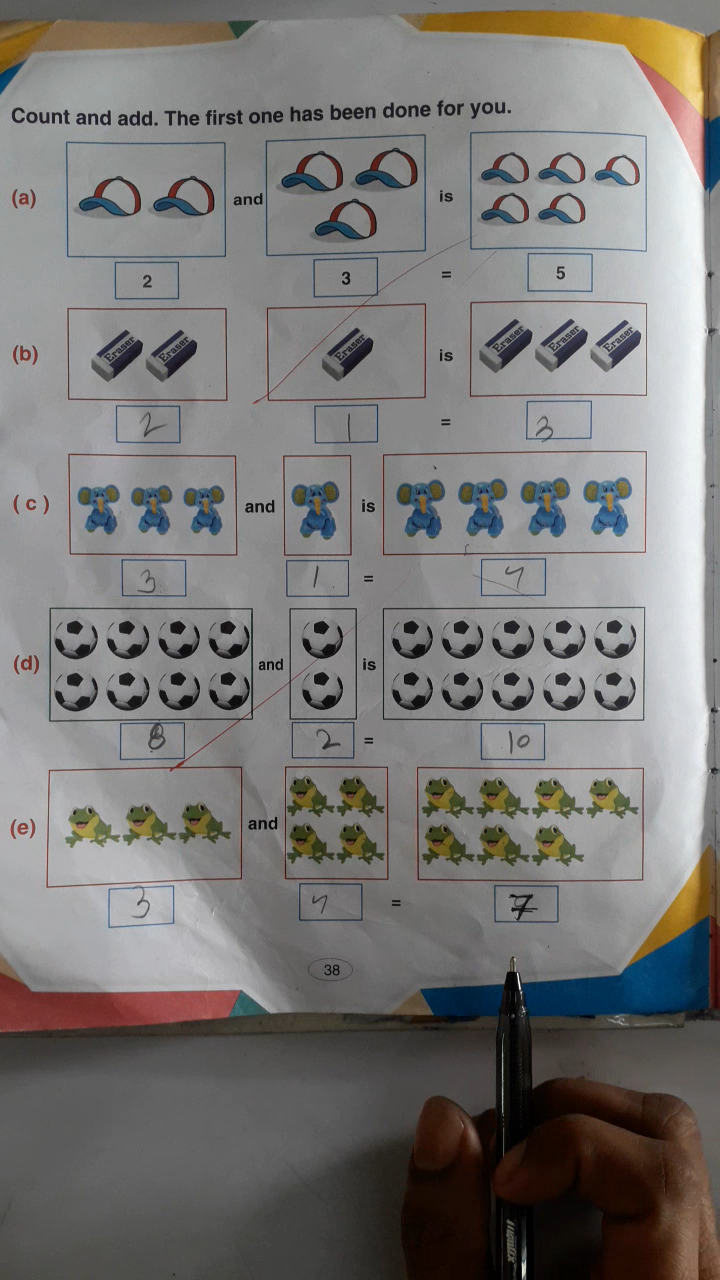 Count and add. The first one has been done for you.
(a) and is
2 3 = 5
(b) Eraser Eraser Eraser is Eraser Eraser Eraser
2 1 = 3
(c) and is
3 1 = 4
(d) and is
8 2 = 10
(e) and
3 4 = 7
38